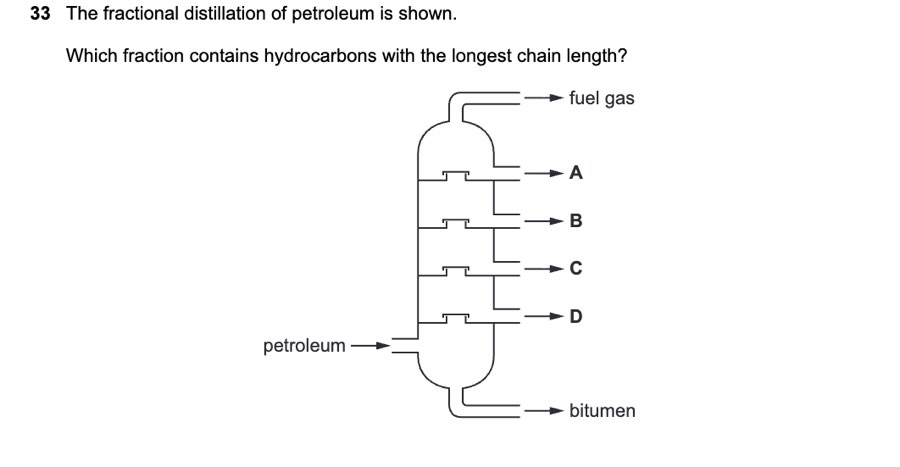 33 The fractional distillation of petroleum is shown.
Which fraction contains hydrocarbons with the longest chain length?
fuel gas
A
B
C
D
petroleum
bitumen